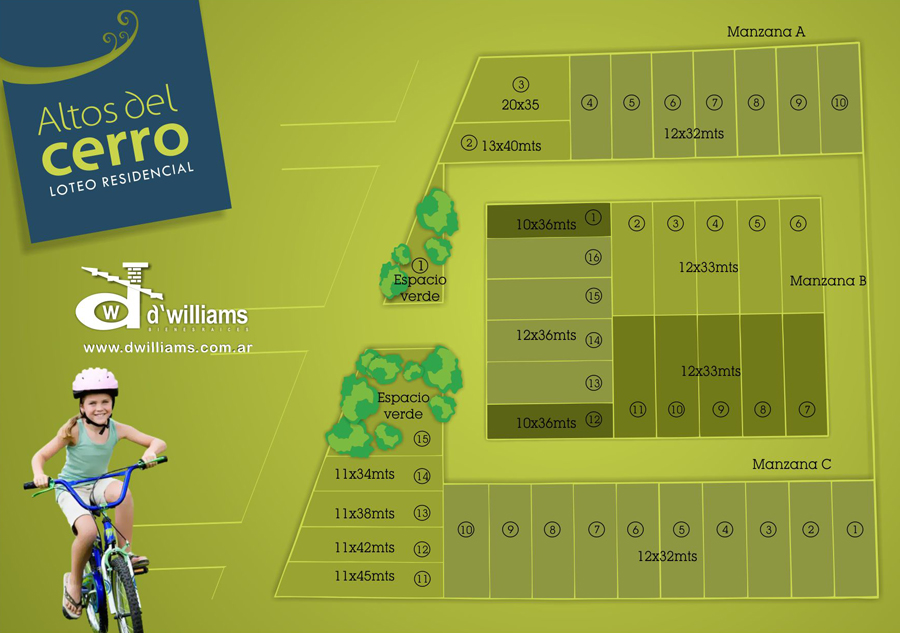 Altos del
cerro
LOTEO RESIDENCIAL
d'williams
BIENES RAICES
www.dwilliams.com.ar
Manzana A
3
20x35
2 13x40mts
4 5 6 7 8 9 10
12x32mts
1
Espacio
verde
10x36mts 1
16
15
12x36mts 14
13
10x36mts 12
2 3 4 5 6
12x33mts
Manzana B
12x33mts
11 10 9 8 7
Espacio
verde
15
11x34mts 14
11x38mts 13
11x42mts 12
11x45mts 11
Manzana C
10 9 8 7 6 5 4 3 2 1
12x32mts